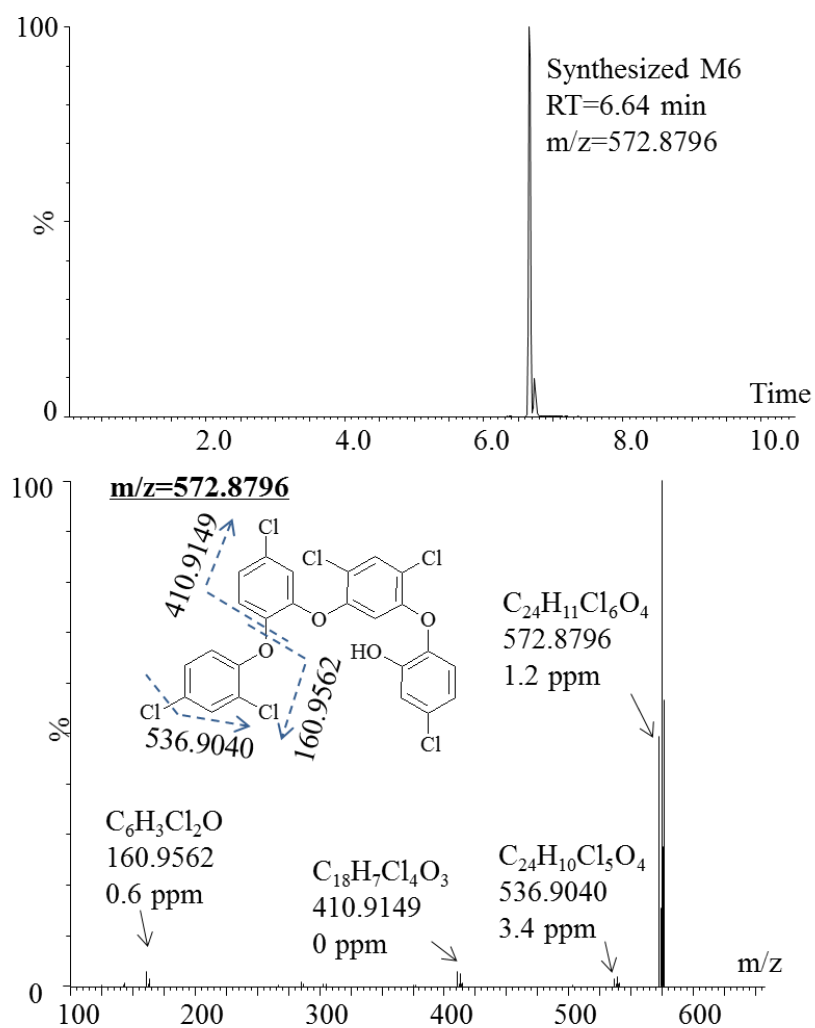 100
Synthesized M6
RT=6.64 min
m/z=572.8796
%
0
Time
2.0
4.0
6.0
8.0
10.0
100
m/z=572.8796
410.9149
Cl
Cl
Cl
O
O
O
HO
Cl
Cl
Cl
536.9040
160.9562
C₂₄H₁₁Cl₆O₄
572.8796
1.2 ppm
%
C₆H₃Cl₂O
160.9562
0.6 ppm
C₁₈H₇Cl₄O₃
410.9149
0 ppm
C₂₄H₁₀Cl₅O₄
536.9040
3.4 ppm
m/z
0
100
200
300
400
500
600